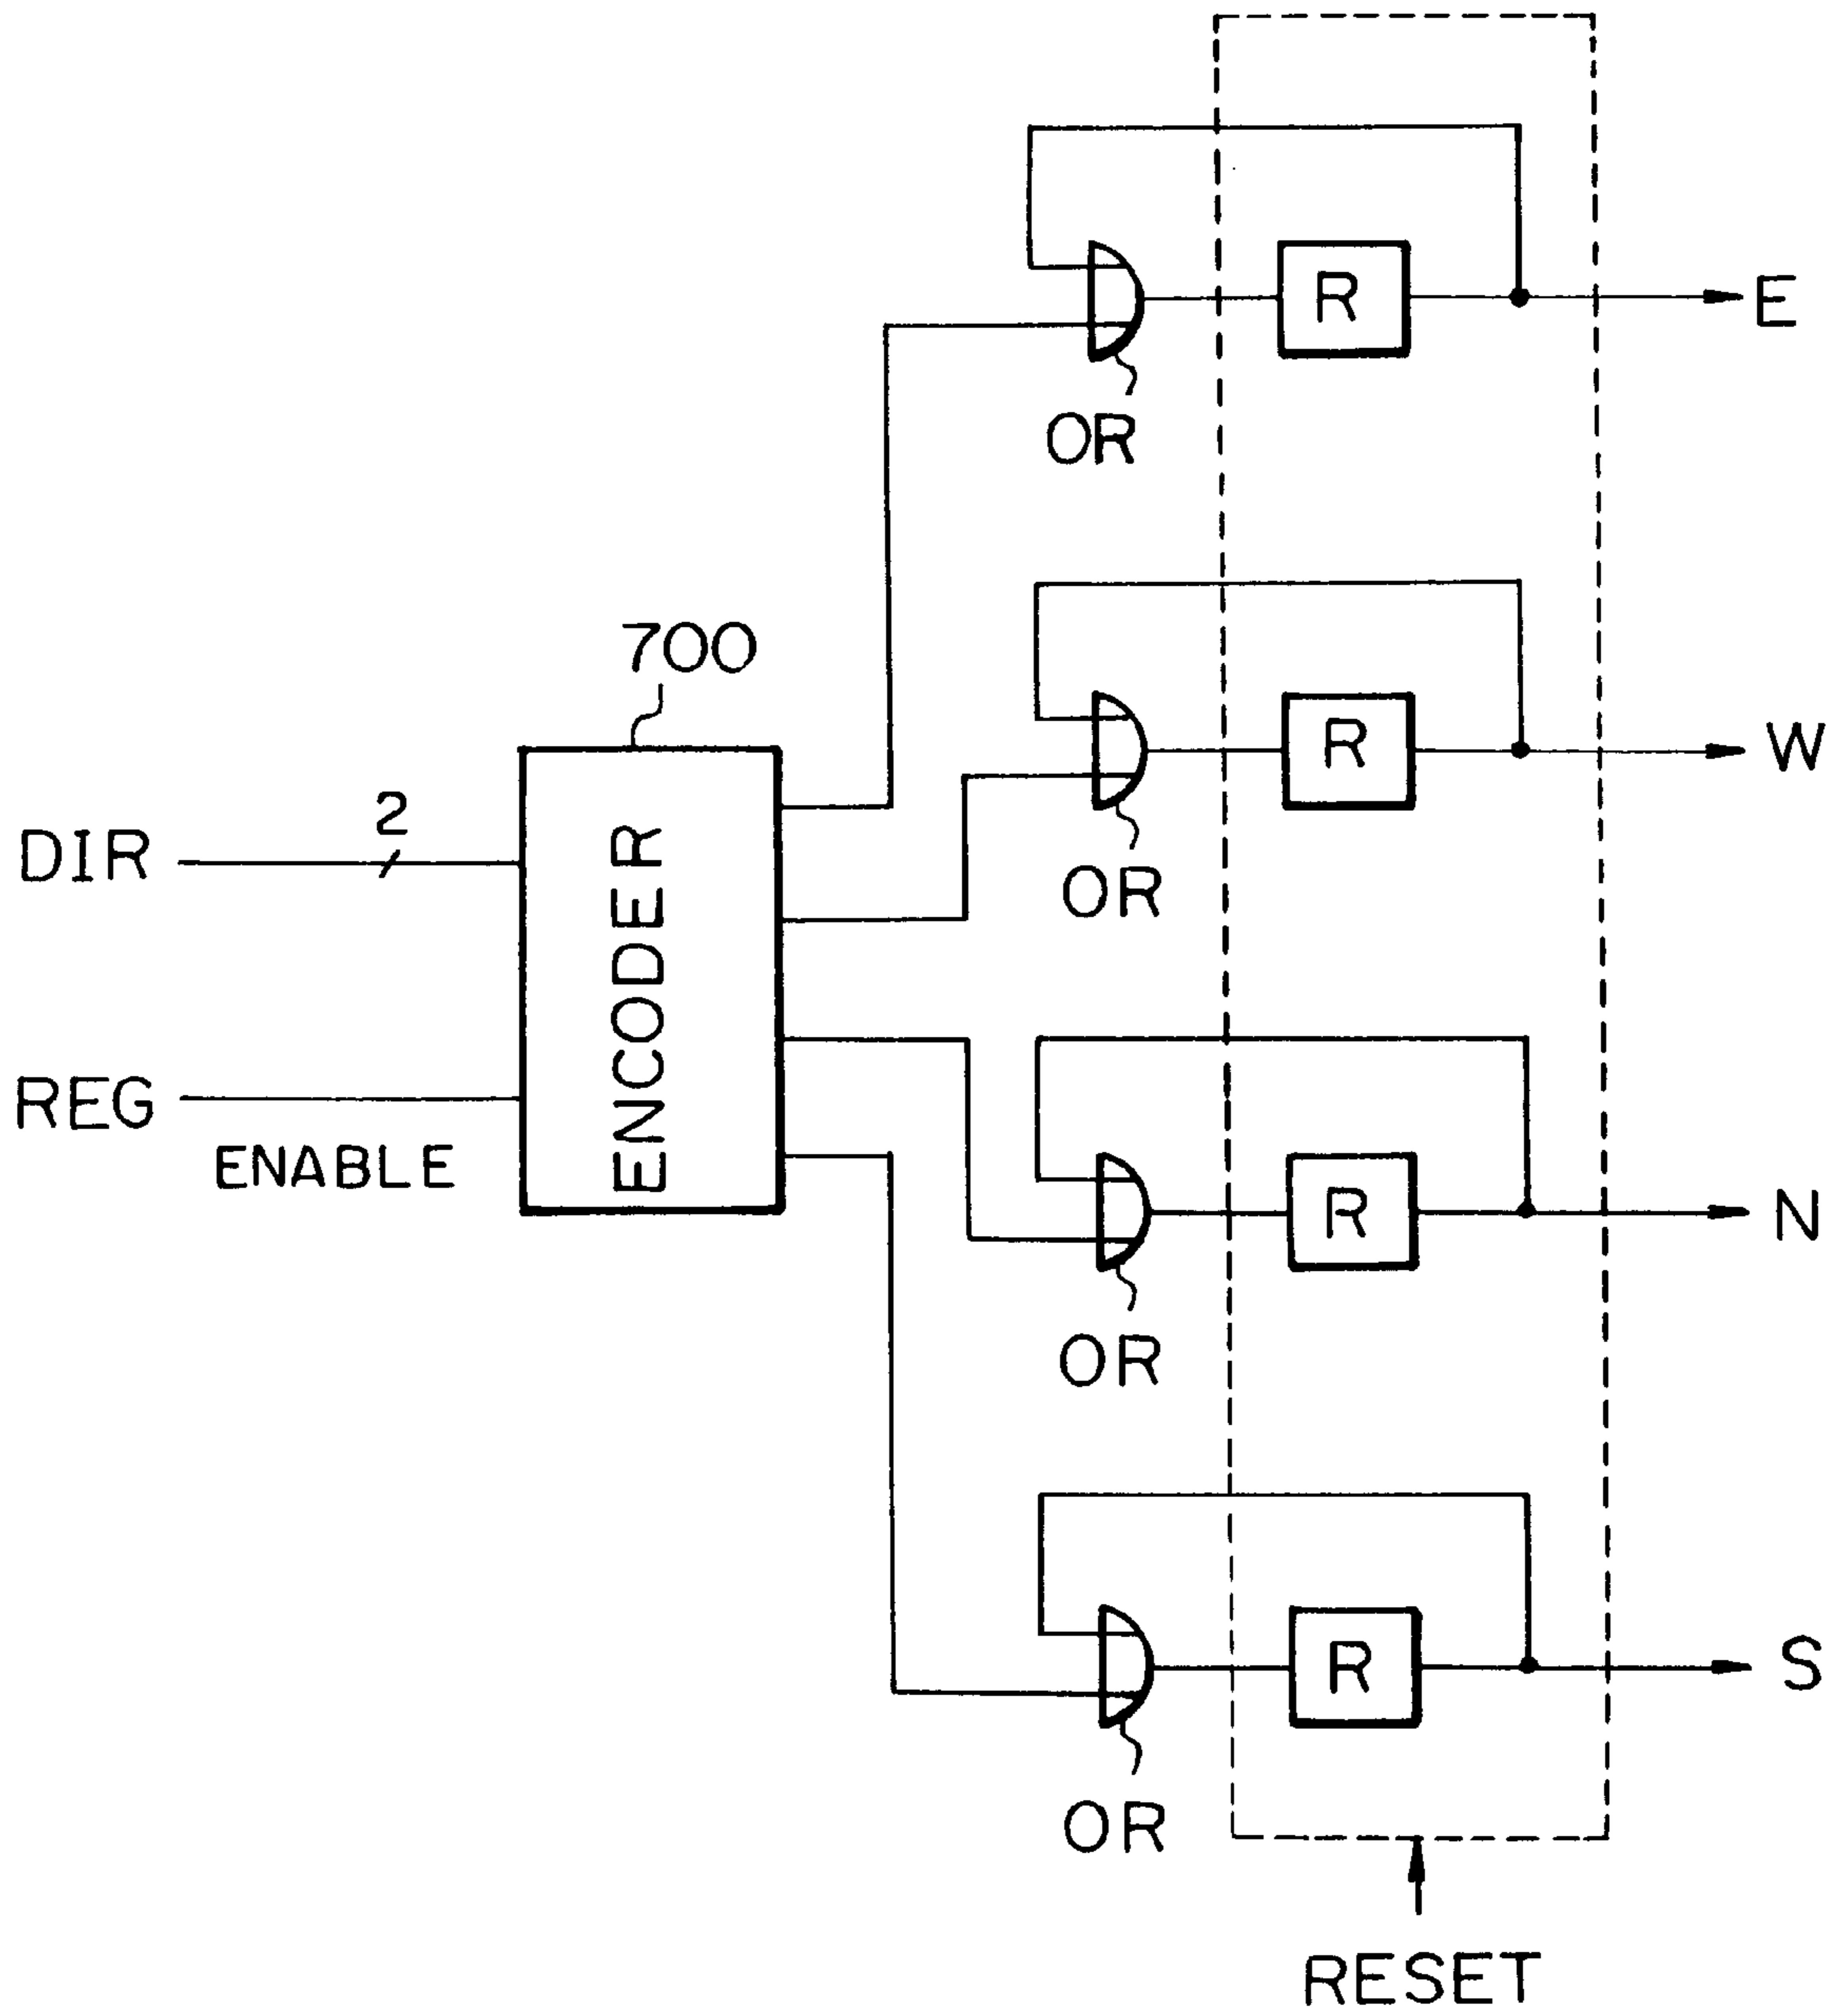 R
E
OR
700
R
W
2
DIR
OR
ENCODER
REG
ENABLE
R
N
OR
R
S
OR
RESET